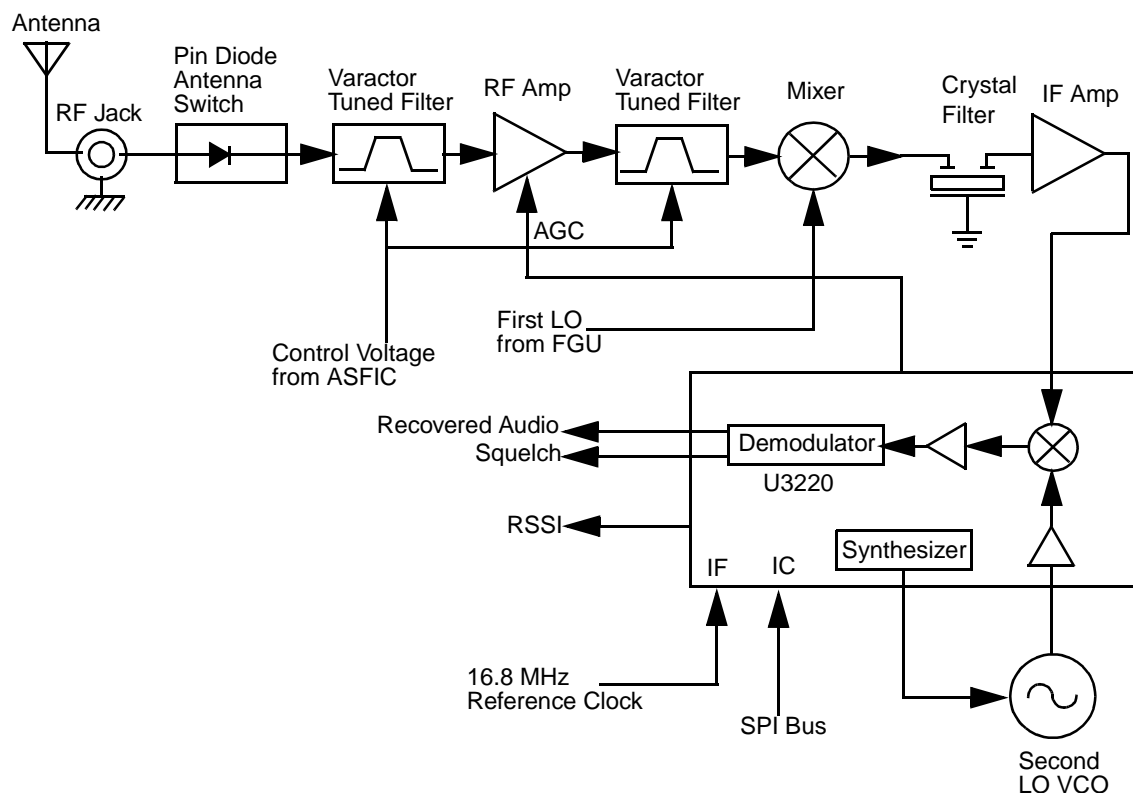 Antenna
Pin Diode
Antenna
Switch
RF Jack
Varactor
Tuned Filter
RF Amp
Varactor
Tuned Filter
Mixer
Crystal
Filter
IF Amp
AGC
First LO
from FGU
Control Voltage
from ASFIC
Recovered Audio
Squelch
Demodulator
U3220
RSSI
Synthesizer
IF
IC
16.8 MHz
Reference Clock
SPI Bus
Second
LO VCO